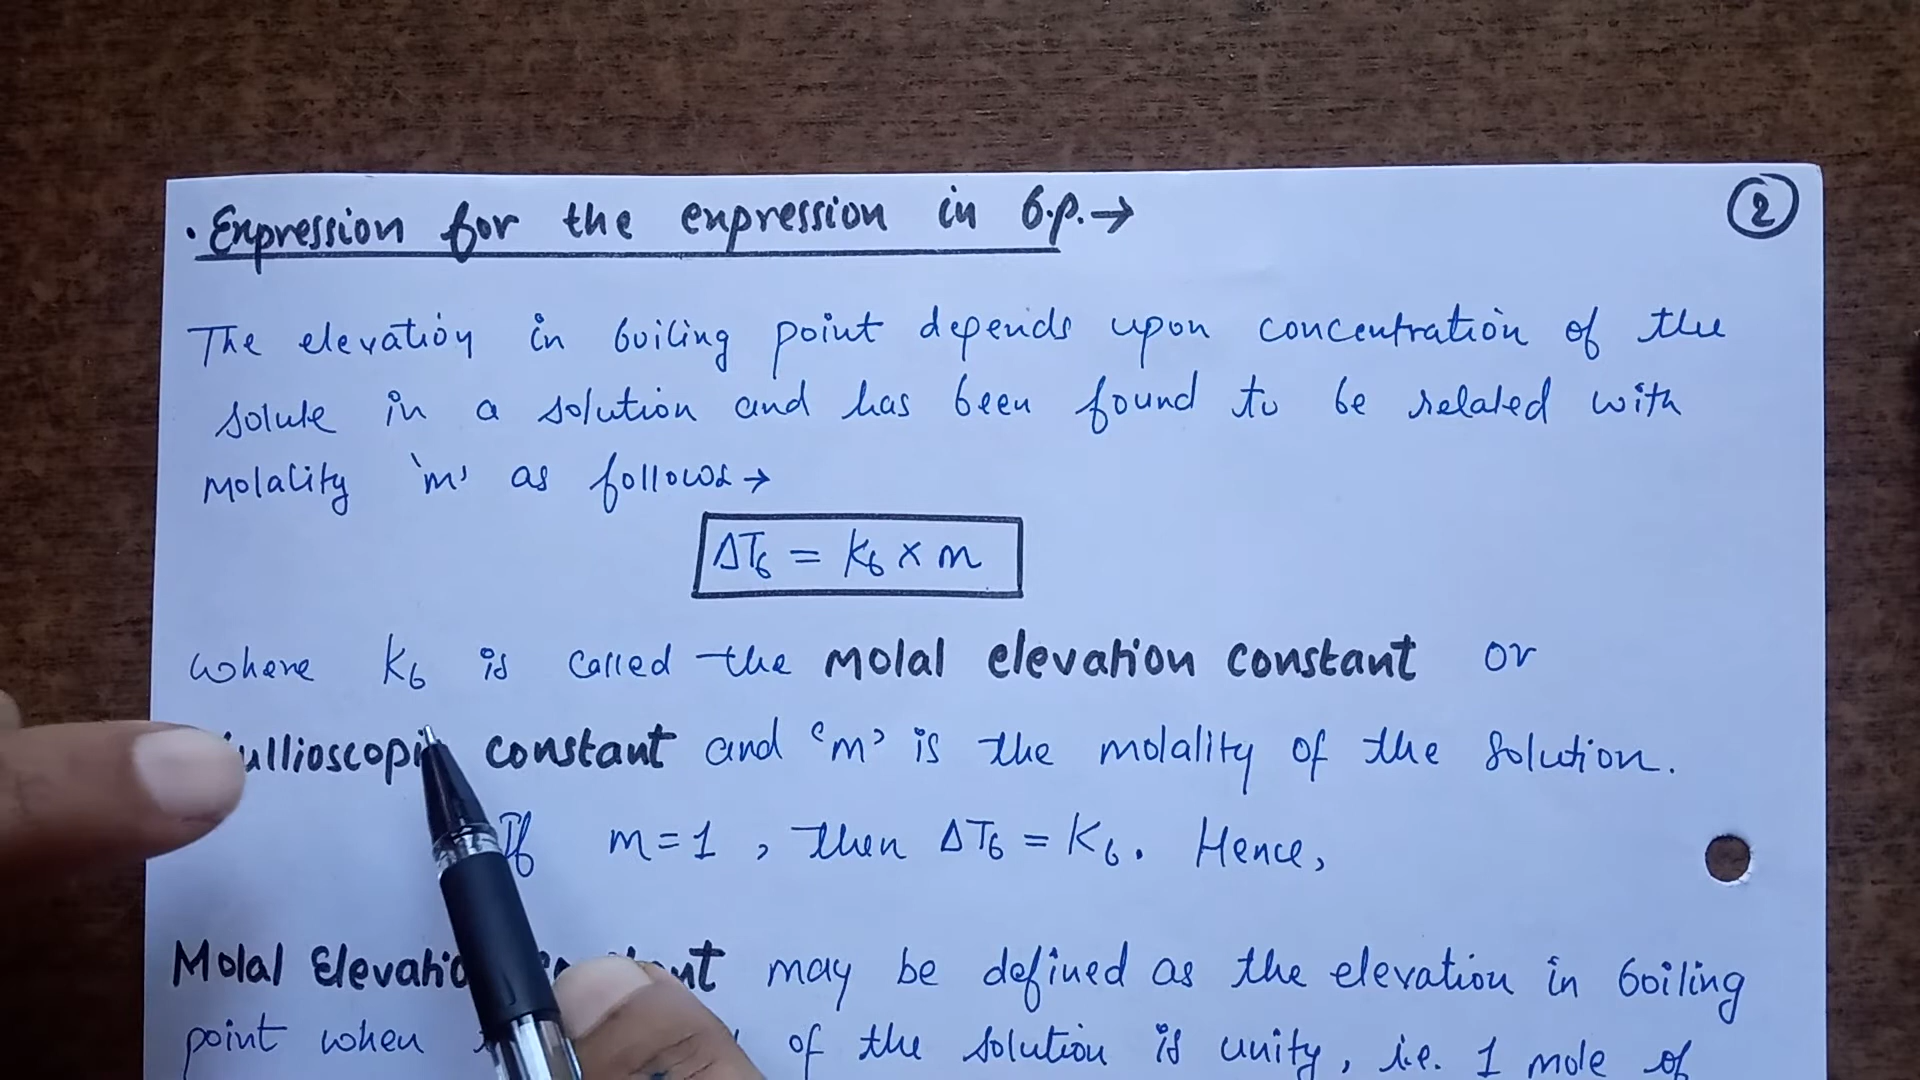 · Expression for the expression in b.p. →
2
The elevation in boiling point depends upon concentration of the
solute in a solution and has been found to be related with
molality 'm' as follows →
ΔTb = Kb × m
where Kb is called the Molal elevation constant or
constant and 'm' is the molality of the solution.
If m = 1, then ΔTb = Kb. Hence,
Molal may be defined as the elevation in boiling
point when of the solution is unity, i.e. 1 mole of